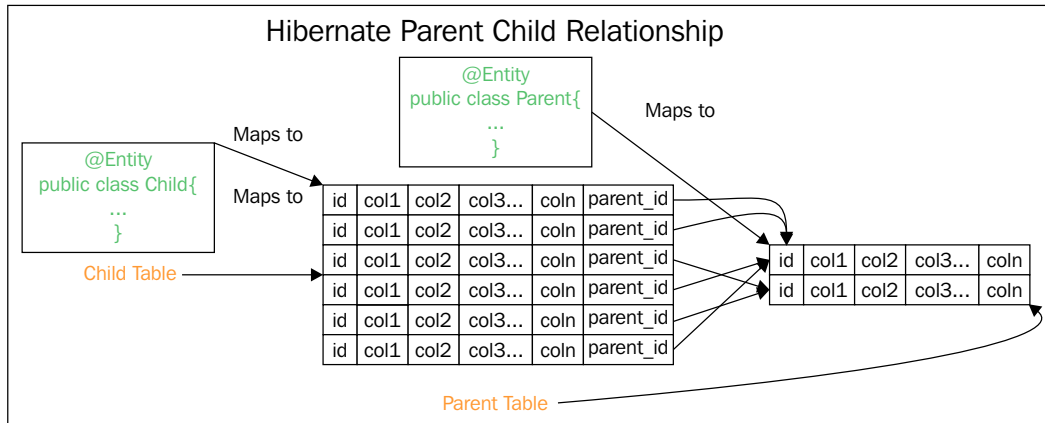 Hibernate Parent Child Relationship
@Entity
public class Parent{
...
}
Maps to
Maps to
@Entity
public class Child{
...
}
Maps to
id col1 col2 col3... coln parent_id
id col1 col2 col3... coln parent_id
id col1 col2 col3... coln parent_id
id col1 col2 col3... coln parent_id
id col1 col2 col3... coln parent_id
id col1 col2 col3... coln parent_id
id col1 col2 col3... coln
id col1 col2 col3... coln
Child Table
Parent Table